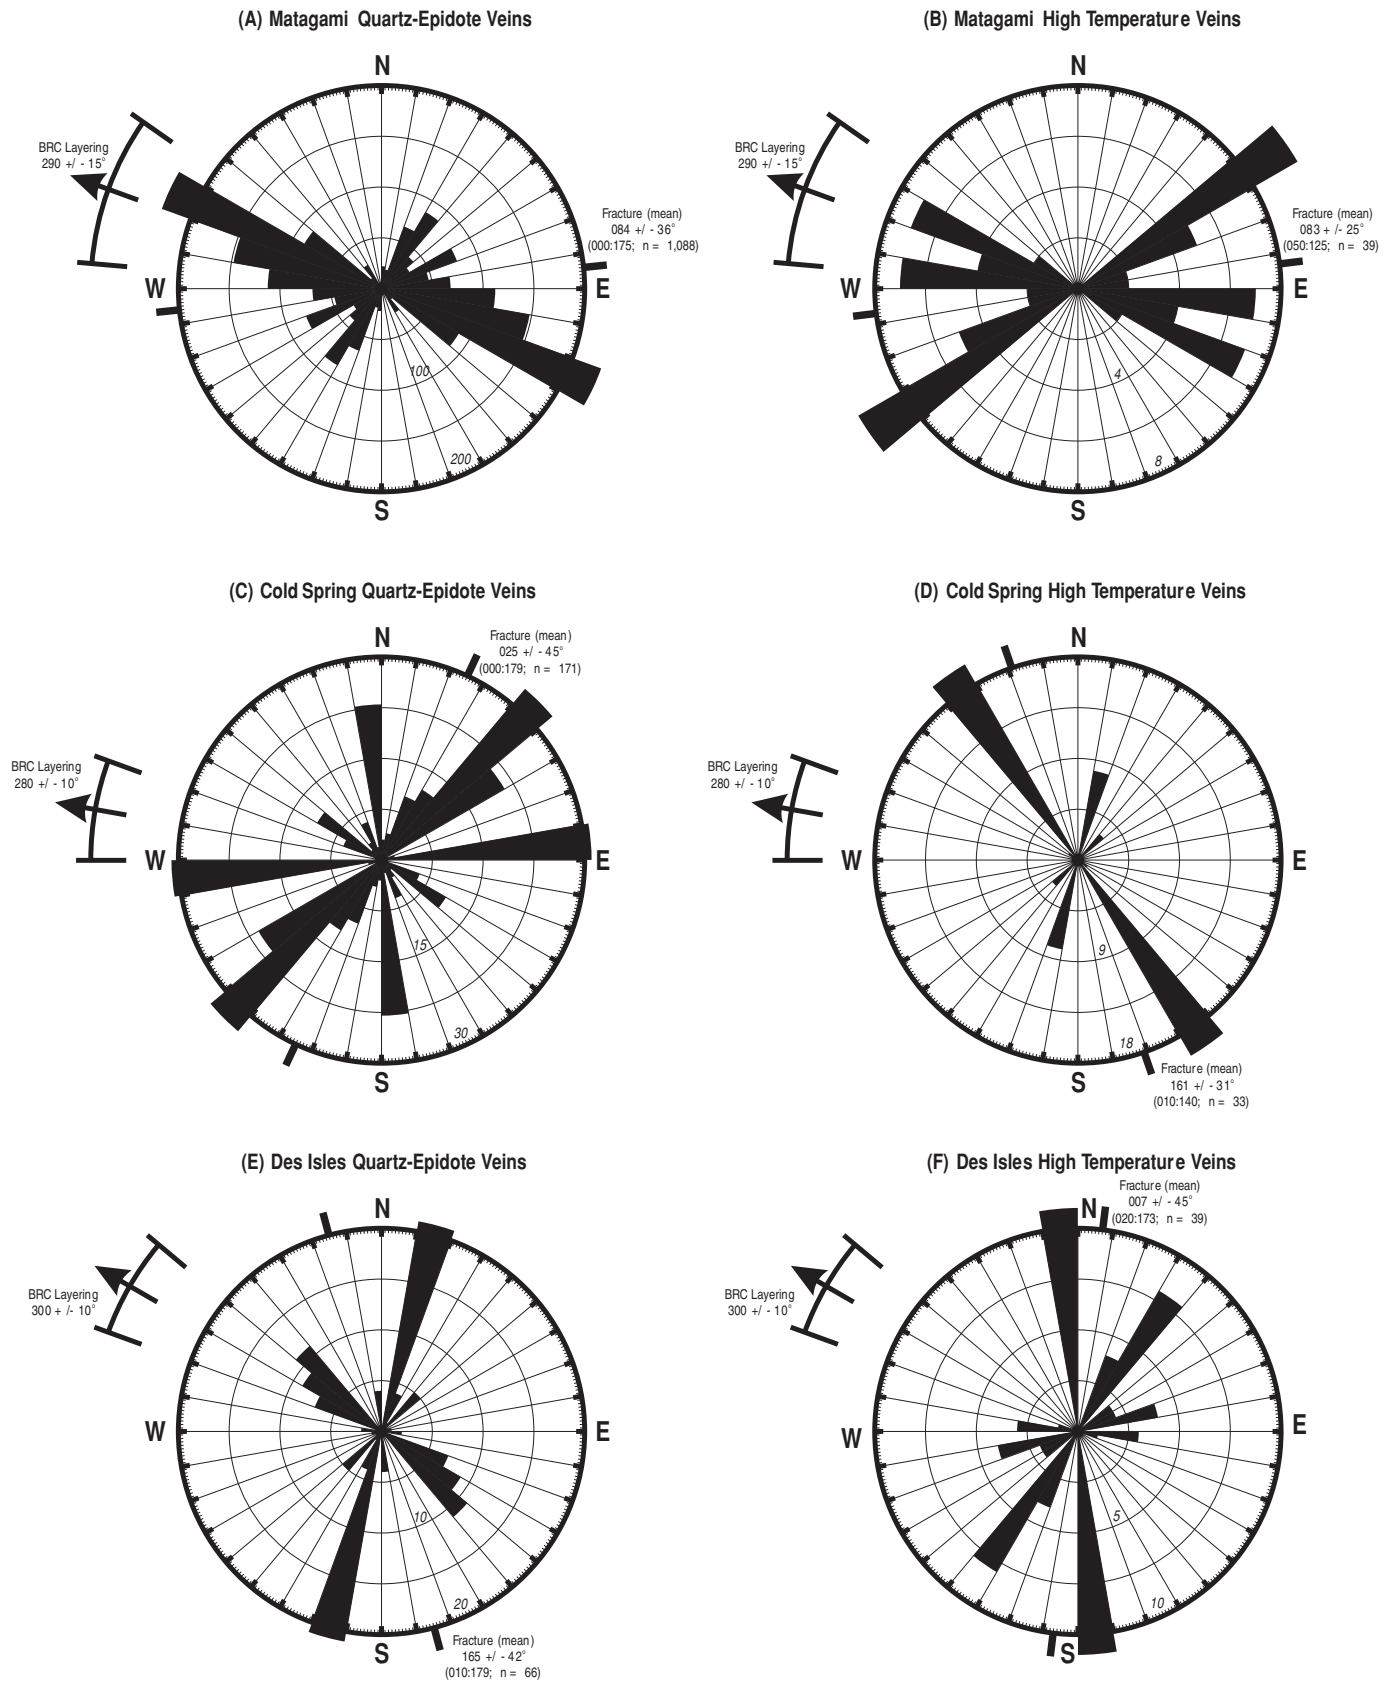 (A) Matagami Quartz-Epidote Veins
N
BRC Layering
290 +/ - 15°
Fracture (mean)
084 +/ - 36°
(000:175; n = 1,088)
W
E
100
200
S
(B) Matagami High Temperature Veins
N
BRC Layering
290 +/ - 15°
Fracture (mean)
083 + /- 25°
(050:125; n = 39)
W
E
4
8
S
(C) Cold Spring Quartz-Epidote Veins
N
Fracture (mean)
025 +/ - 45°
(000:179; n = 171)
BRC Layering
280 +/ - 10°
W
E
15
30
S
(D) Cold Spring High Temperature Veins
N
BRC Layering
280 +/ - 10°
W
E
9
18
S
Fracture (mean)
161 +/ - 31°
(010:140; n = 33)
(E) Des Isles Quartz-Epidote Veins
N
BRC Layering
300 + /- 10°
W
E
10
20
S
Fracture (mean)
165 +/ - 42°
(010:179; n = 66)
(F) Des Isles High Temperature Veins
Fracture (mean)
007 +/ - 45°
(020:173; n = 39)
N
BRC Layering
300 +/ - 10°
W
E
5
10
S